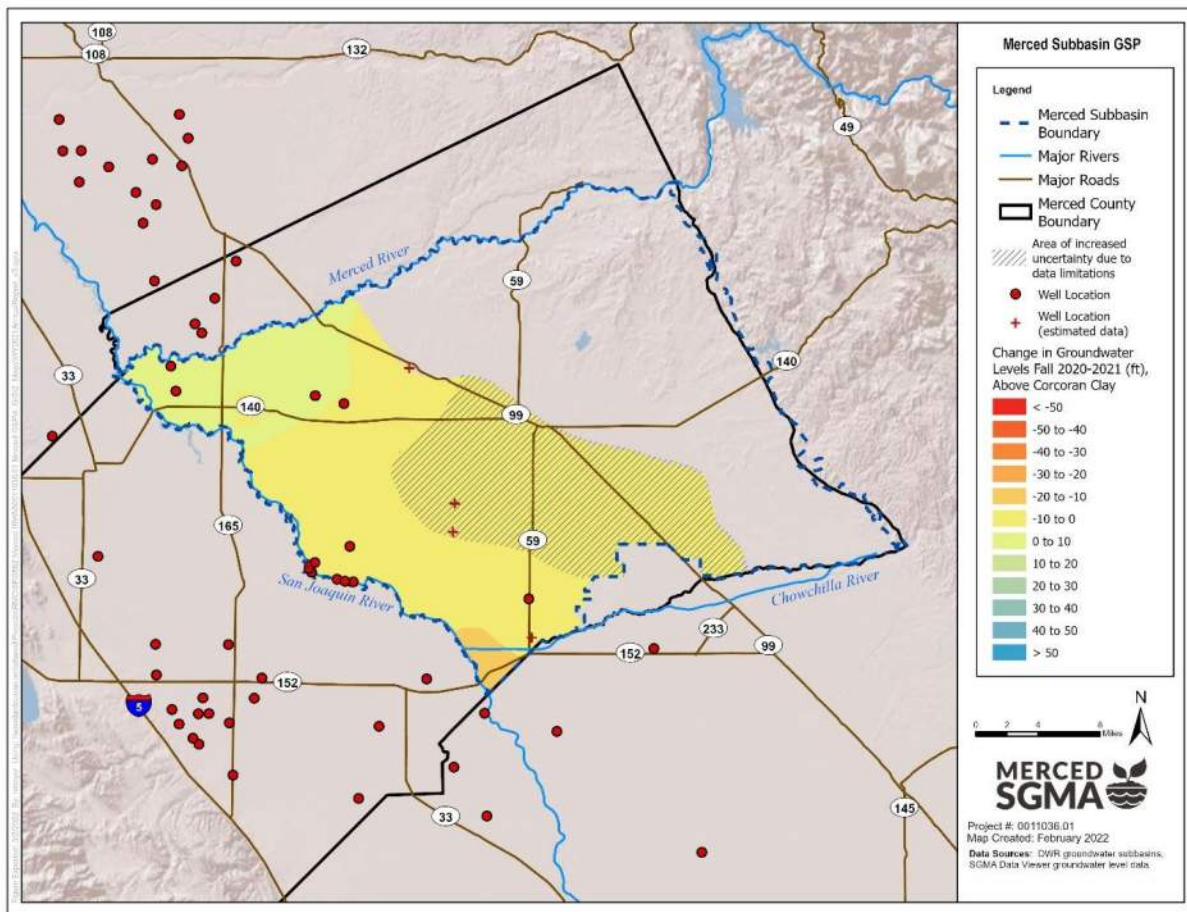 108
108
132
49
Merced River
59
140
33
140
99
165
59
33
San Joaquin River
Chowchilla River
233
99
152
152
5
33
145
Merced Subbasin GSP
Legend
Merced Subbasin
Boundary
Major Rivers
Major Roads
Merced County
Boundary
Area of increased
uncertainty due to
data limitations
Well Location
Well Location
(estimated data)
Change in Groundwater
Levels Fall 2020-2021 (ft),
Above Corcoran Clay
< -50
-50 to -40
-40 to -30
-30 to -20
-20 to -10
-10 to 0
0 to 10
10 to 20
20 to 30
30 to 40
40 to 50
> 50
N
0 2 4 8
Miles
MERCED
SGMA
Project #: 0011036.01
Map Created: February 2022
Data Sources: DWR groundwater subbasins,
SGMA Data Viewer groundwater level data.